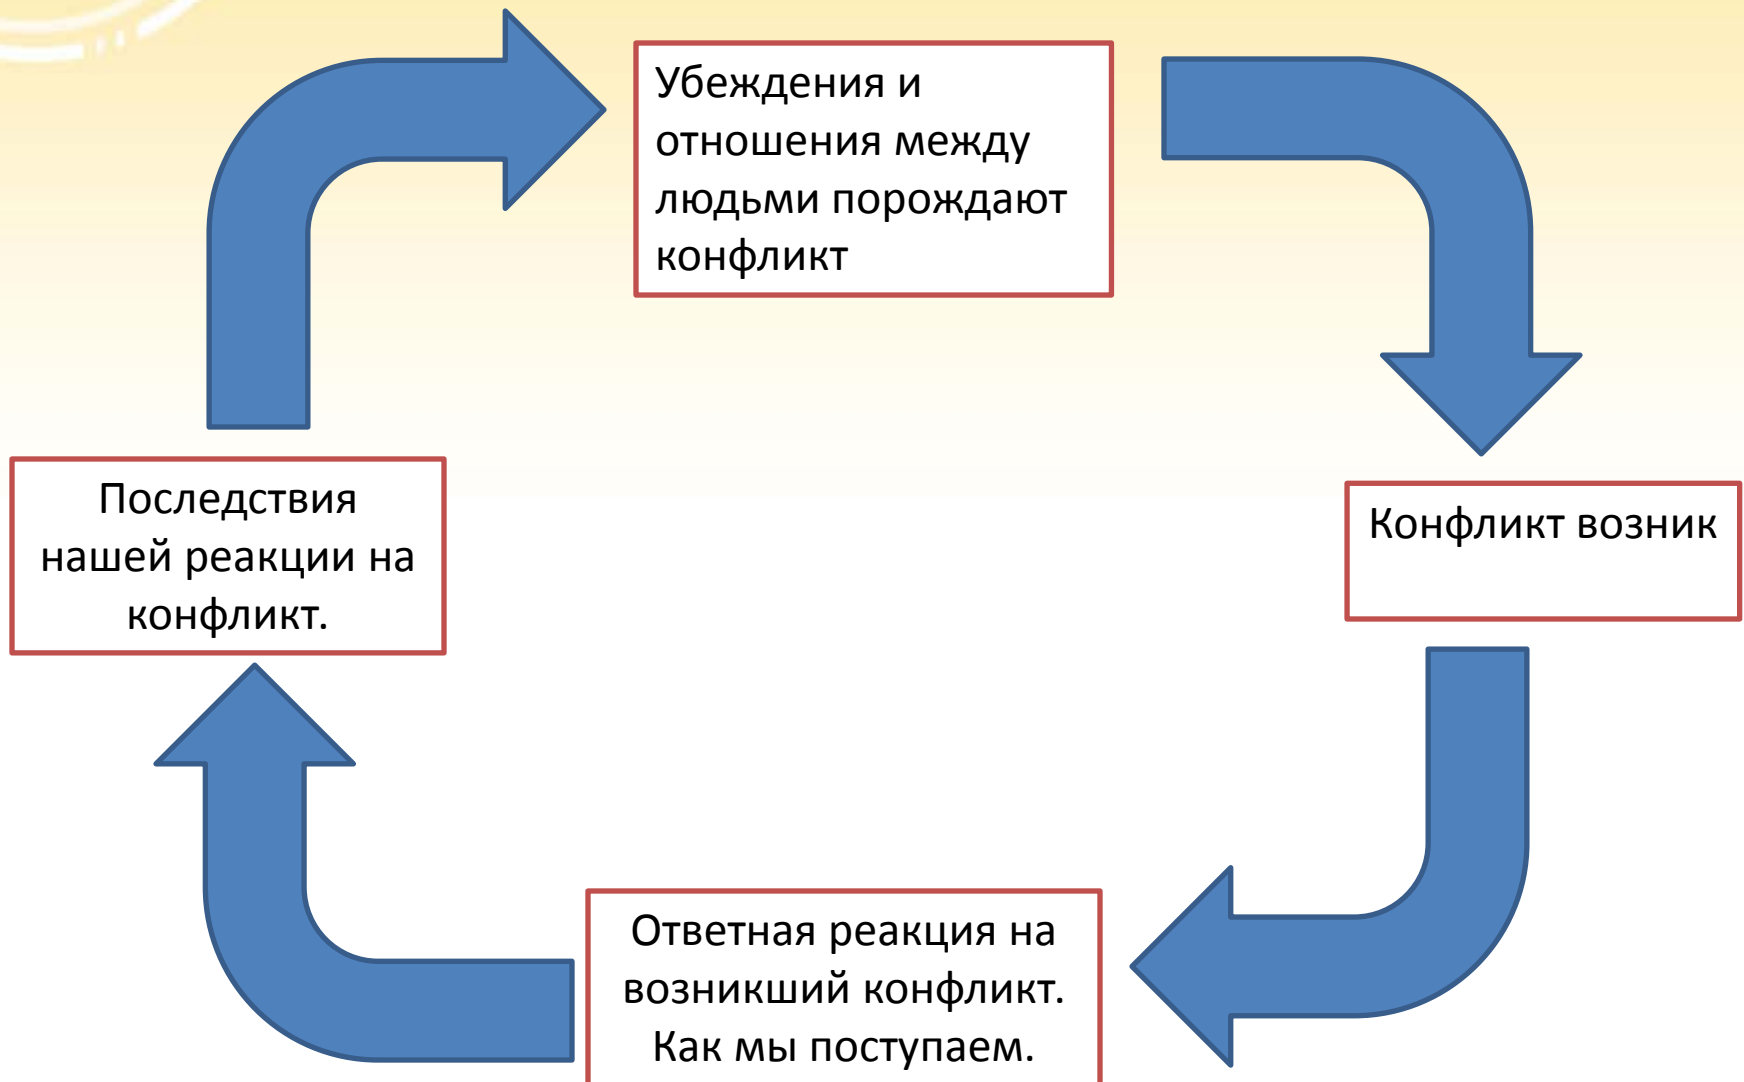 Убеждения и
отношения между
людьми порождают
конфликт
Конфликт возник
Ответная реакция на
возникший конфликт.
Как мы поступаем.
Последствия
нашей реакции на
конфликт.